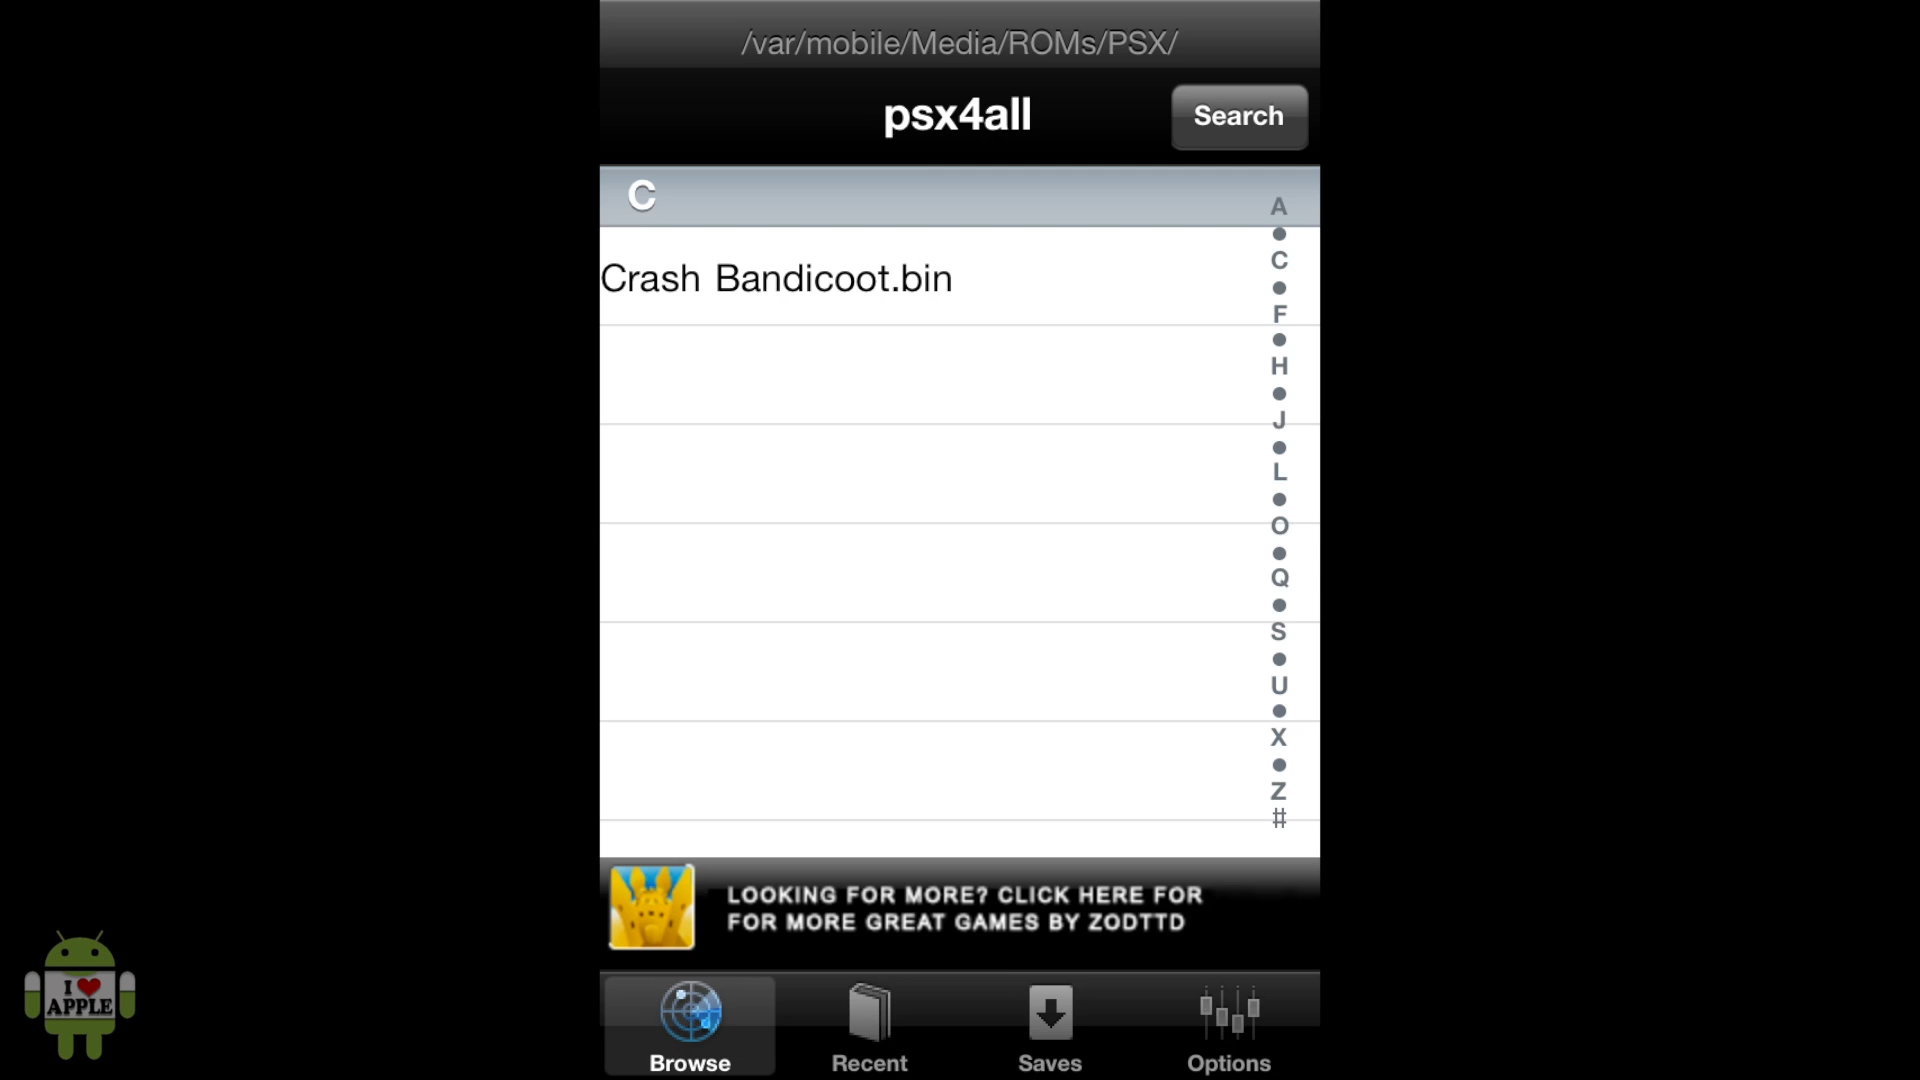 /var/mobile/Media/ROMs/PSX/
psx4all
Search
C
Crash Bandicoot.bin
A
●
C
●
F
●
H
●
J
●
L
●
O
●
Q
●
S
●
U
●
X
●
Z
#
LOOKING FOR MORE? CLICK HERE FOR
FOR MORE GREAT GAMES BY ZODTTD
I ❤ APPLE
Browse
Recent
Saves
Options